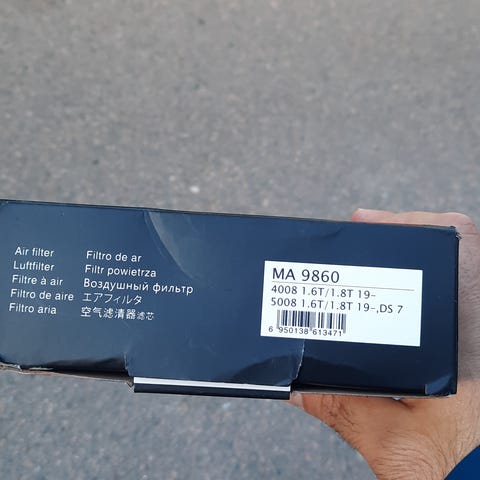 Air filter
Luftfilter
Filtre à air
Filtro de aire
Filtro aria
Filtro de ar
Filtr powietrza
Воздушный фильтр
エアフィルタ
空气滤清器滤芯
MA 9860
4008 1.6T/1.8T 19-
5008 1.6T/1.8T 19-,DS 7
6 950138 613471